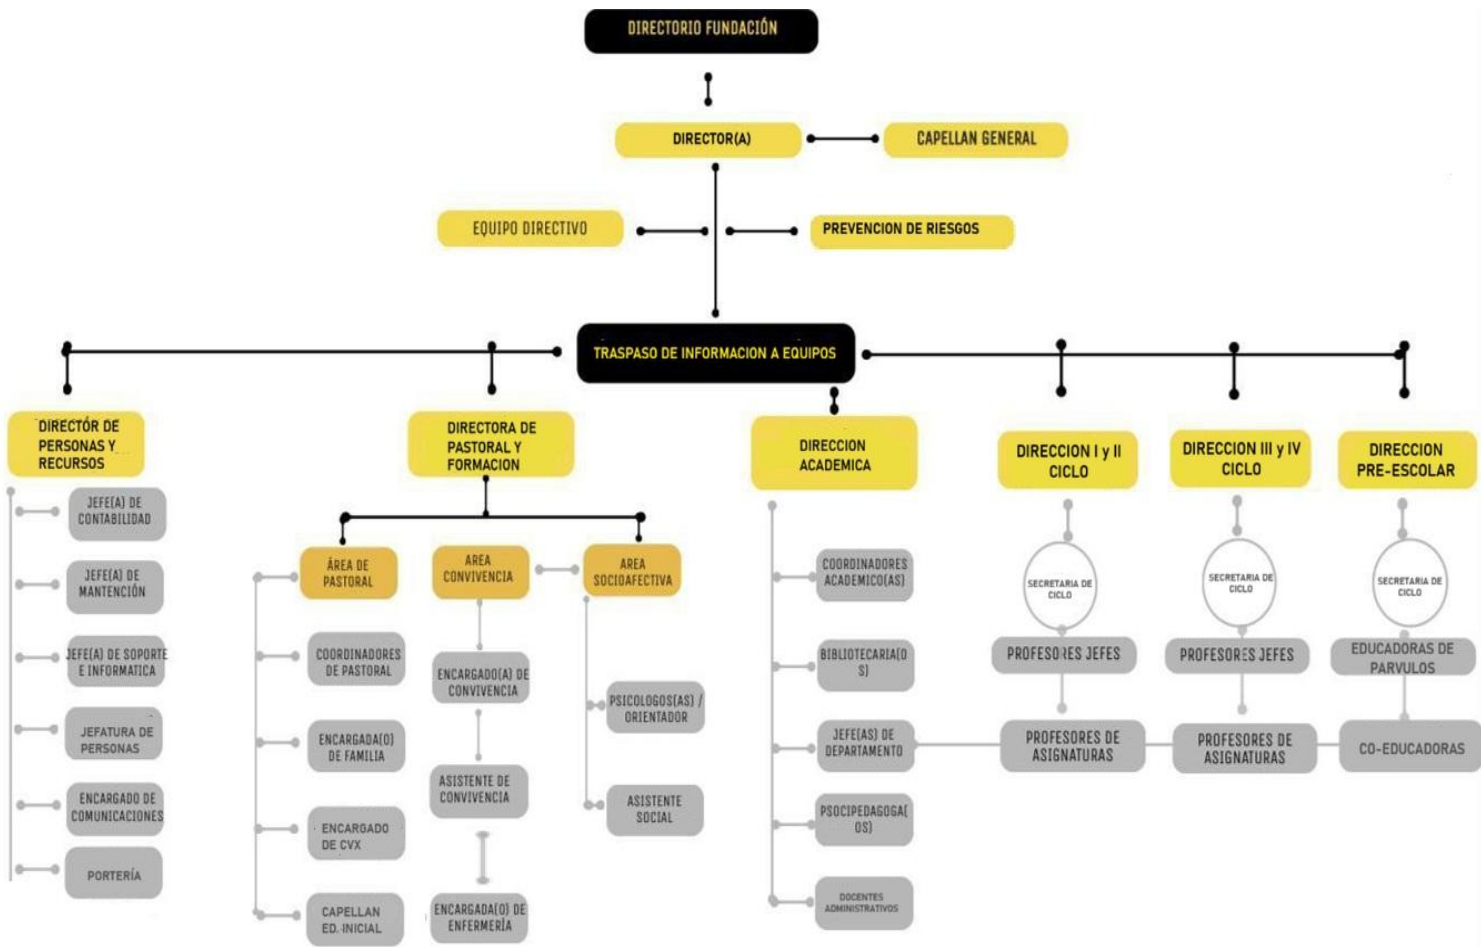 DIRECTORIO FUNDACIÓN
DIRECTOR(A)
CAPELLAN GENERAL
EQUIPO DIRECTIVO
PREVENCION DE RIESGOS
TRASPASO DE INFORMACION A EQUIPOS
DIRECTÓR DE
PERSONAS Y
RECURSOS
JEFE(A) DE
CONTABILIDAD
JEFE(A) DE
MANTENCIÓN
JEFE(A) DE SOPORTE
E INFORMATICA
JEFATURA DE
PERSONAS
ENCARGADO DE
COMUNICACIONES
PORTERÍA
DIRECTORA DE
PASTORAL Y
FORMACION
ÁREA DE
PASTORAL
COORDINADORES
DE PASTORAL
ENCARGADA(O)
DE FAMILIA
ENCARGADO
DE CVX
CAPELLAN
ED. INICIAL
AREA
CONVIVENCIA
ENCARGADO(A) DE
CONVIVENCIA
ASISTENTE DE
CONVIVENCIA
ENCARGADA(O) DE
ENFERMERÍA
AREA
SOCIOAFECTIVA
PSICOLOGOS(AS) /
ORIENTADOR
ASISTENTE
SOCIAL
DIRECCION
ACADEMICA
COORDINADORES
ACADEMICO(AS)
BIBLIOTECARIA(O
S)
JEFE(AS) DE
DEPARTAMENTO
PSOCIPEDAGOGA(
OS)
DOCENTES
ADMINISTRATIVOS
DIRECCION I y II
CICLO
SECRETARIA DE
CICLO
PROFESORES JEFES
PROFESORES DE
ASIGNATURAS
DIRECCION III y IV
CICLO
SECRETARIA DE
CICLO
PROFESORES JEFES
PROFESORES DE
ASIGNATURAS
DIRECCION
PRE-ESCOLAR
SECRETARIA DE
CICLO
EDUCADORAS DE
PARVULOS
CO-EDUCADORAS